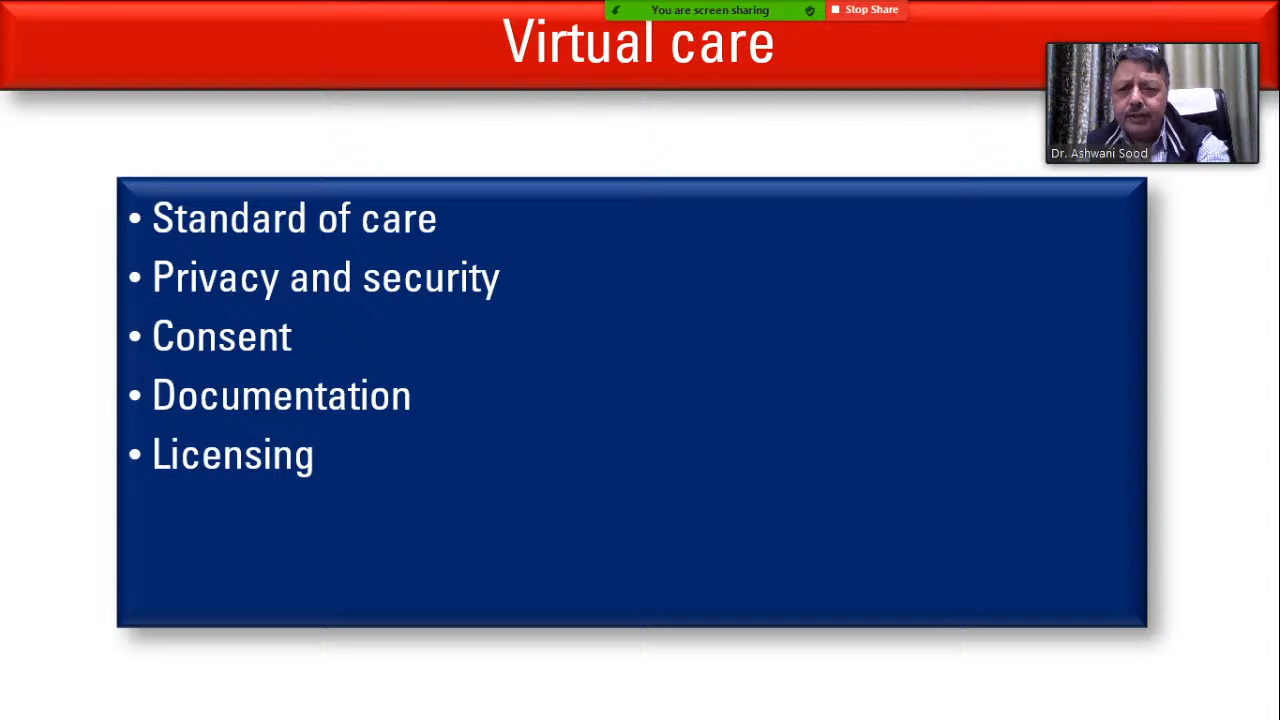 You are screen sharing
Stop Share
Virtual care
Dr. Ashwani Sood
• Standard of care
• Privacy and security
• Consent
• Documentation
• Licensing